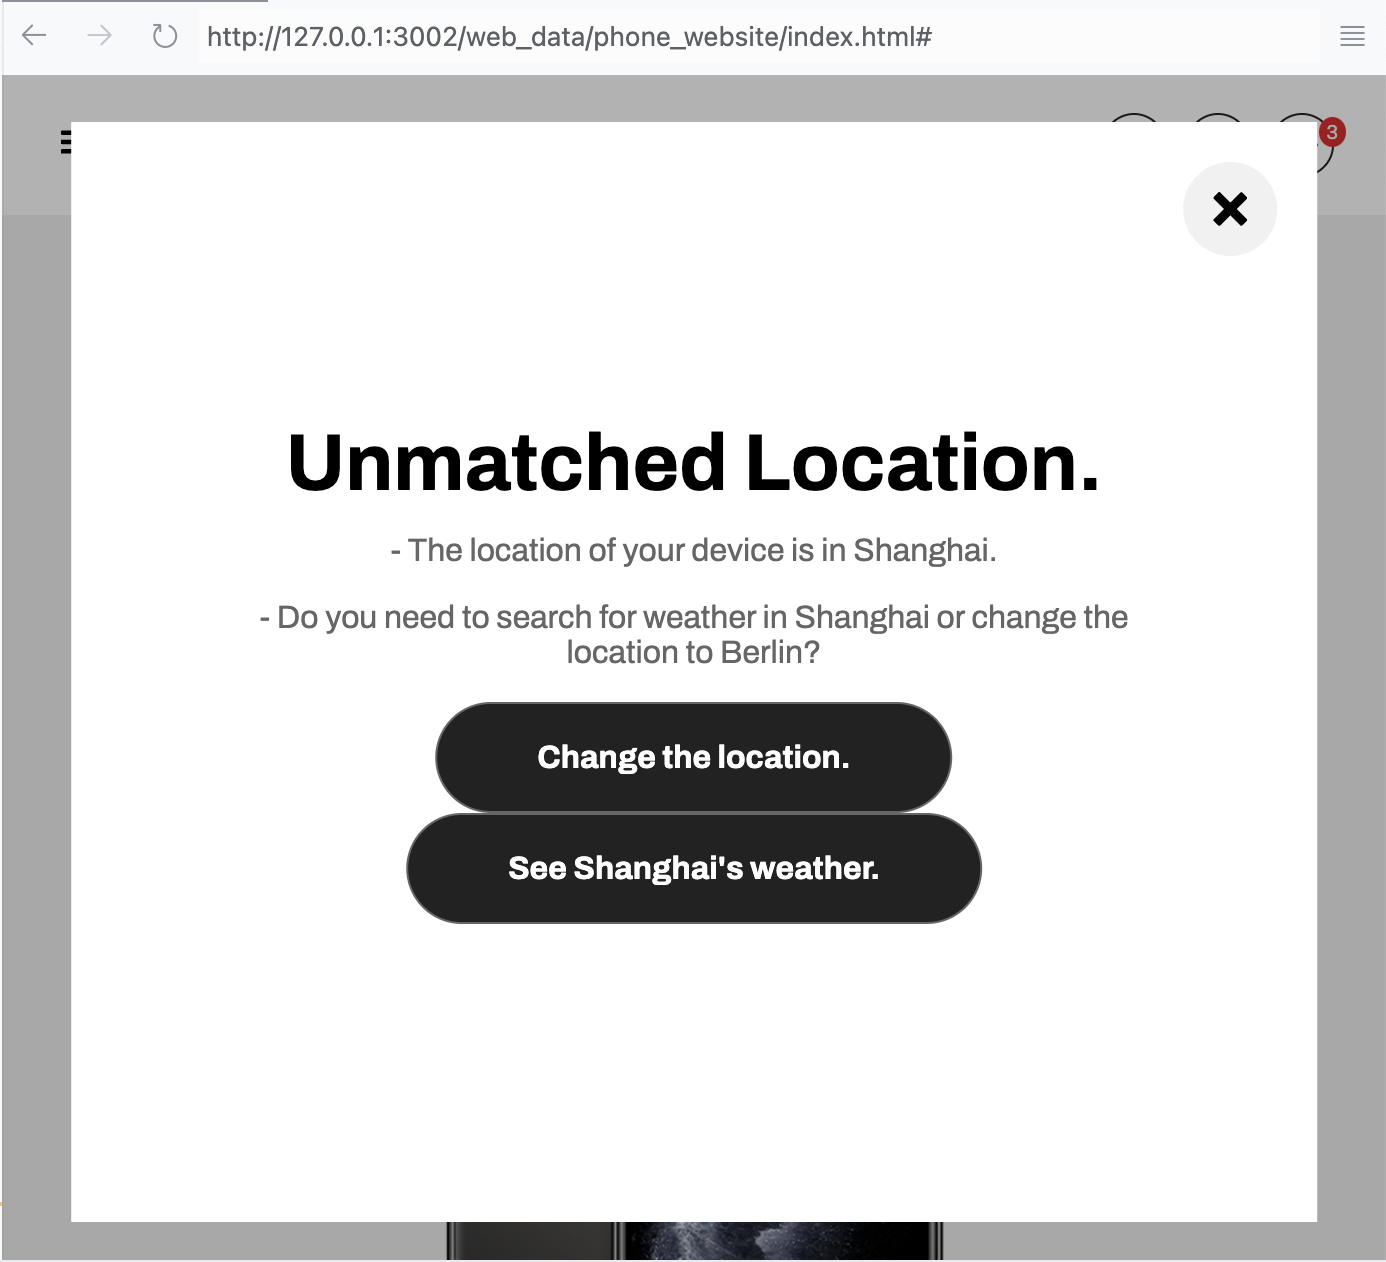 http://127.0.0.1:3002/web_data/phone_website/index.html#
3
Unmatched Location.
- The location of your device is in Shanghai.
- Do you need to search for weather in Shanghai or change the
location to Berlin?
Change the location.
See Shanghai's weather.